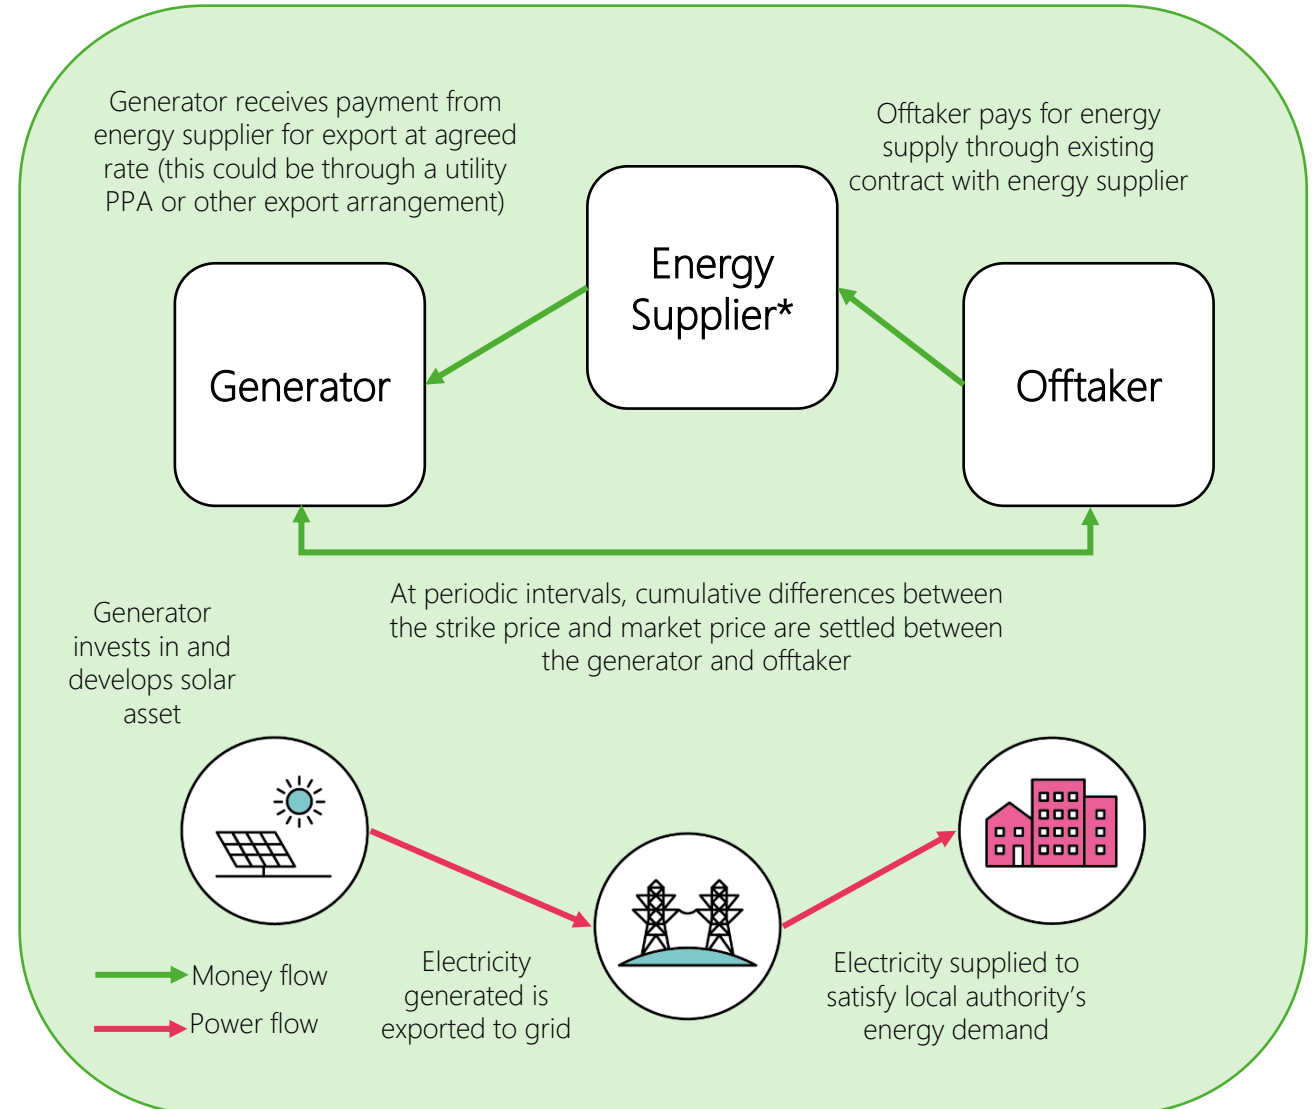 Generator receives payment from
energy supplier for export at agreed
rate (this could be through a utility
PPA or other export arrangement)
Offtaker pays for energy
supply through existing
contract with energy supplier
Energy
Supplier*
Generator
Offtaker
At periodic intervals, cumulative differences between
the strike price and market price are settled between
the generator and offtaker
Generator
invests in and
develops solar
asset
Electricity
generated is
exported to grid
Electricity supplied to
satisfy local authority’s
energy demand
Money flow
Power flow